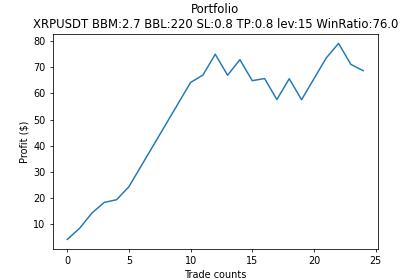 Portfolio
XRPUSDT BBM:2.7 BBL:220 SL:0.8 TP:0.8 lev:15 WinRatio:76.0
80
70
60
50
40
30
20
10
Profit ($)
0 5 10 15 20 25
Trade counts